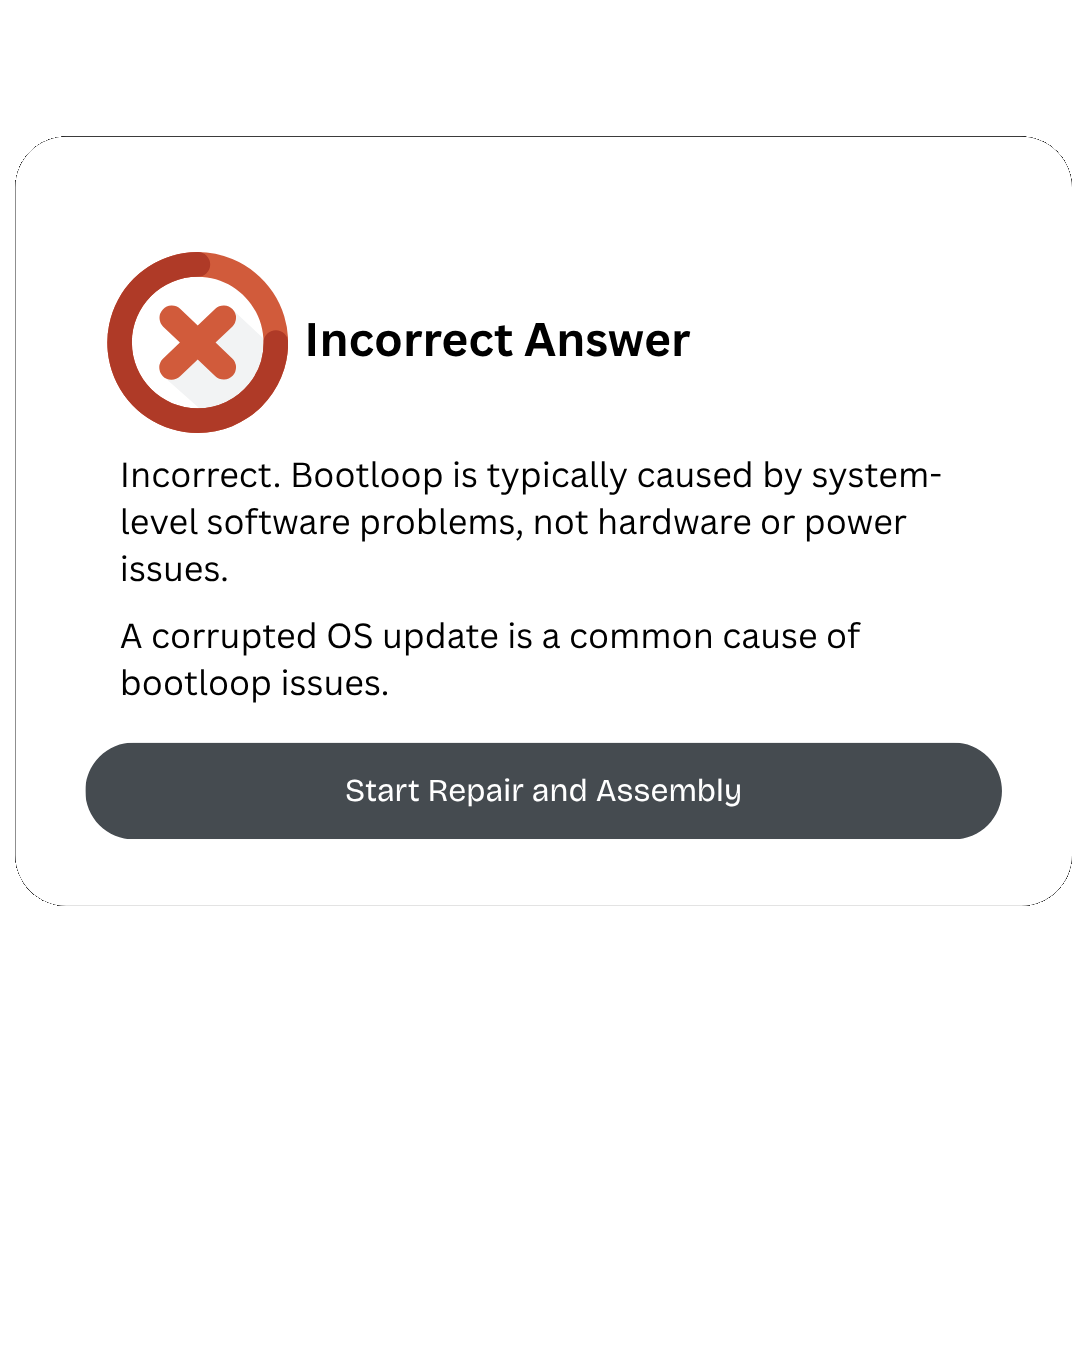 Incorrect Answer
Incorrect. Bootloop is typically caused by system-
level software problems, not hardware or power
issues.
A corrupted OS update is a common cause of
bootloop issues.
Start Repair and Assembly